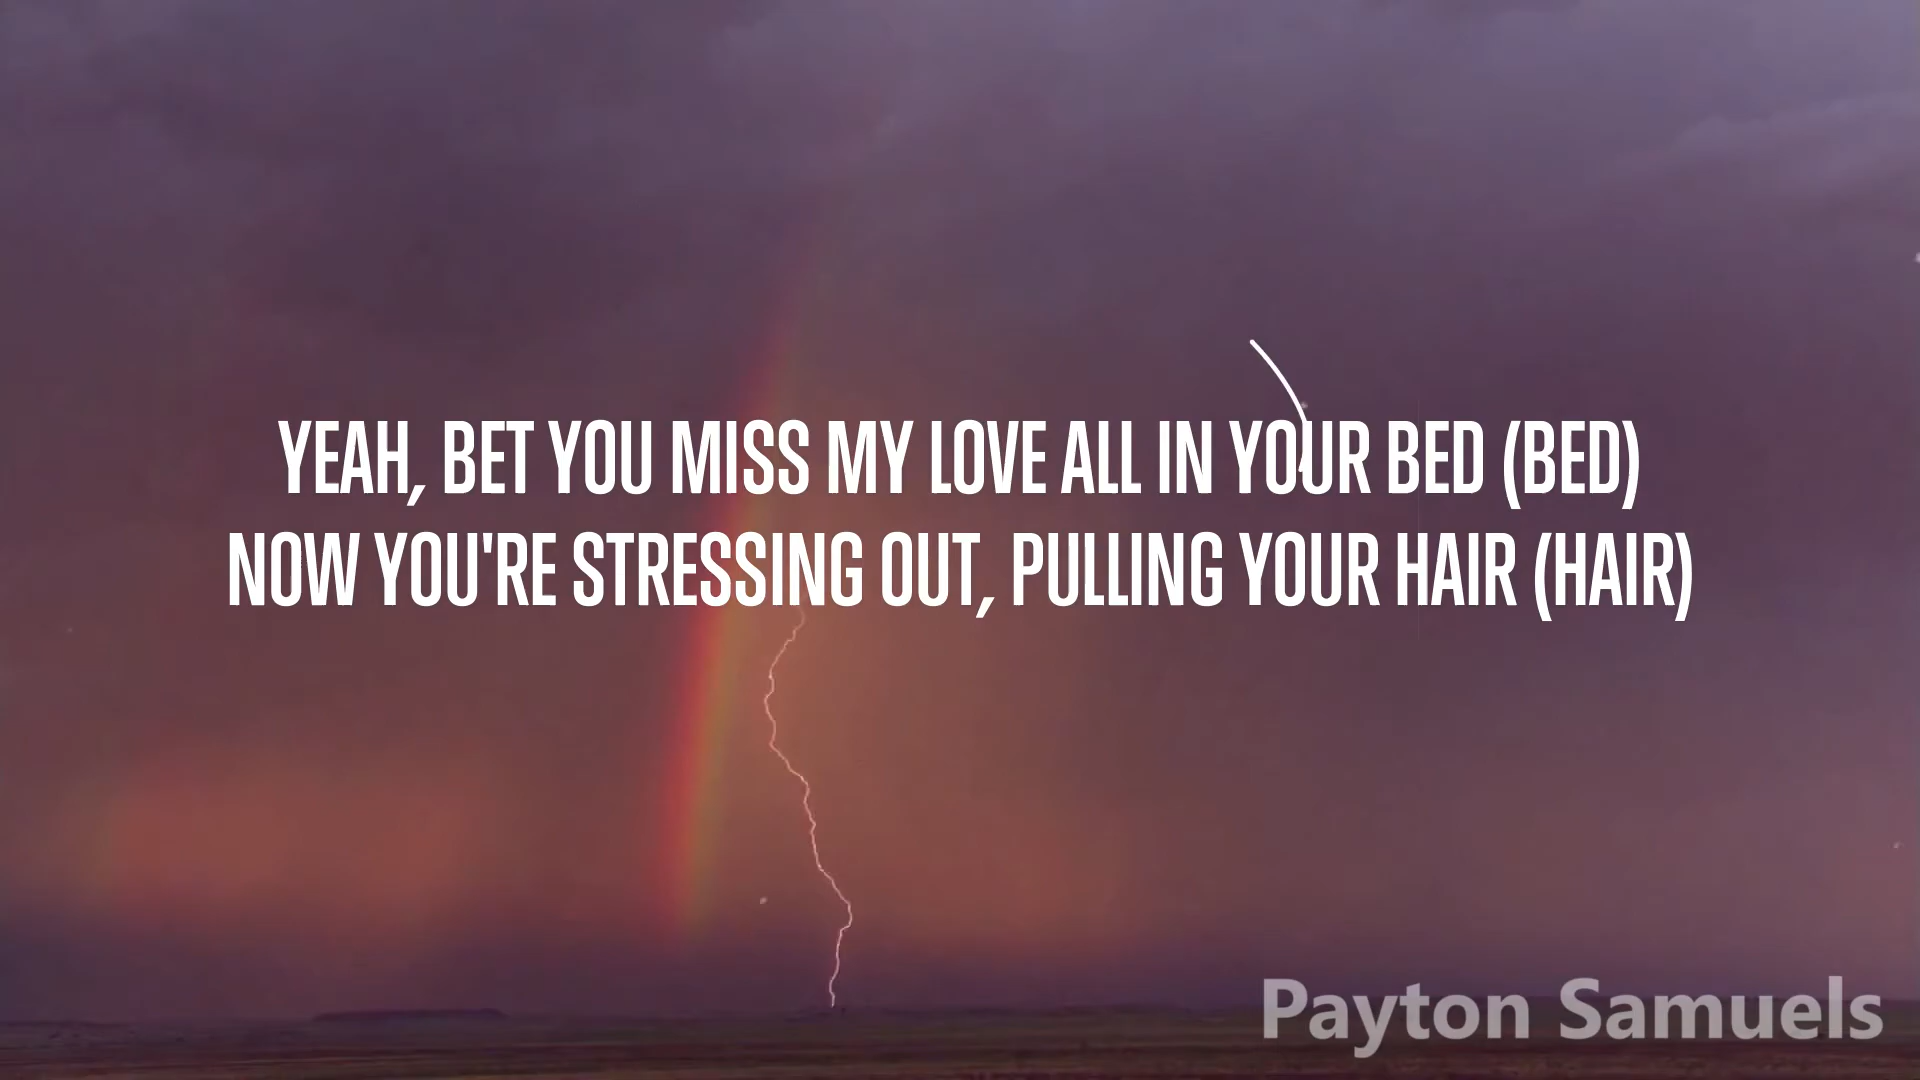 YEAH, BET YOU MISS MY LOVE ALL IN YOUR BED (BED)
NOW YOU'RE STRESSING OUT, PULLING YOUR HAIR (HAIR)
Payton Samuels